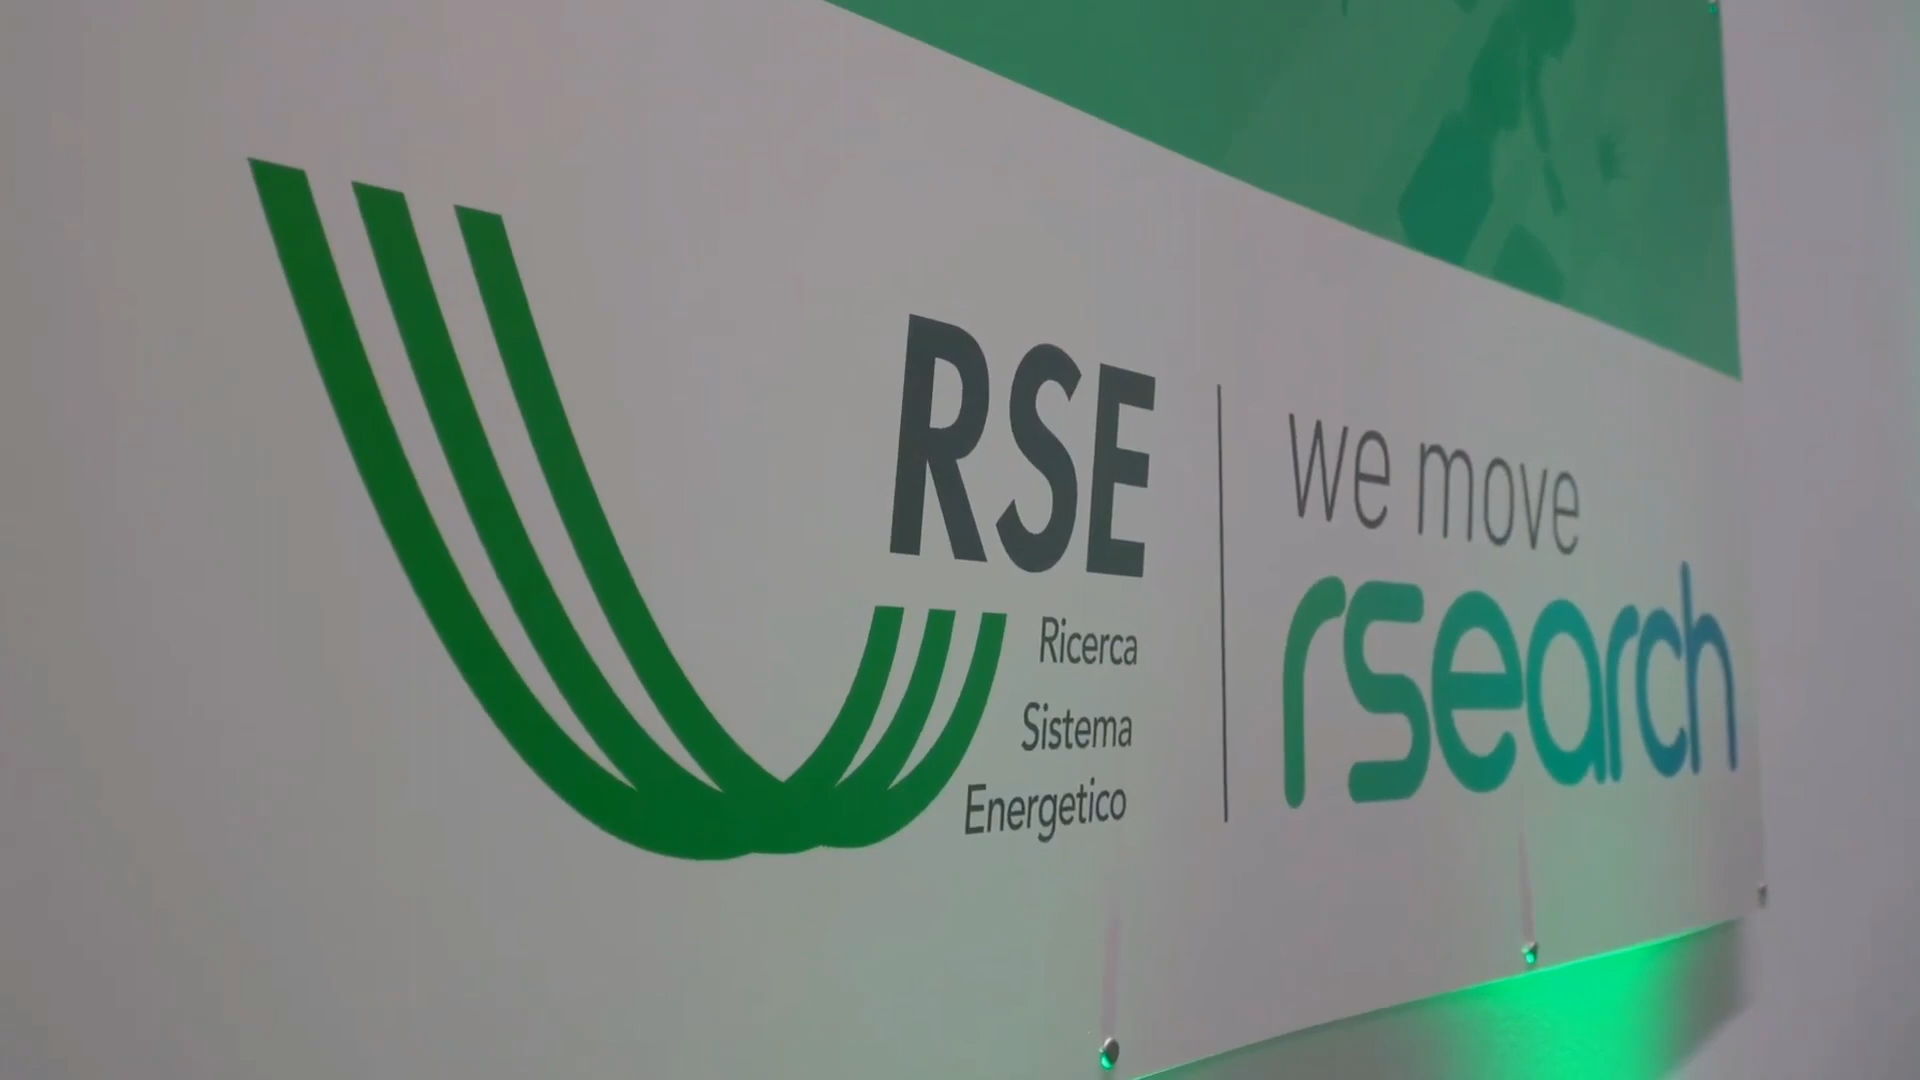 RSE
Ricerca
Sistema
Energetico
we move
rsearch